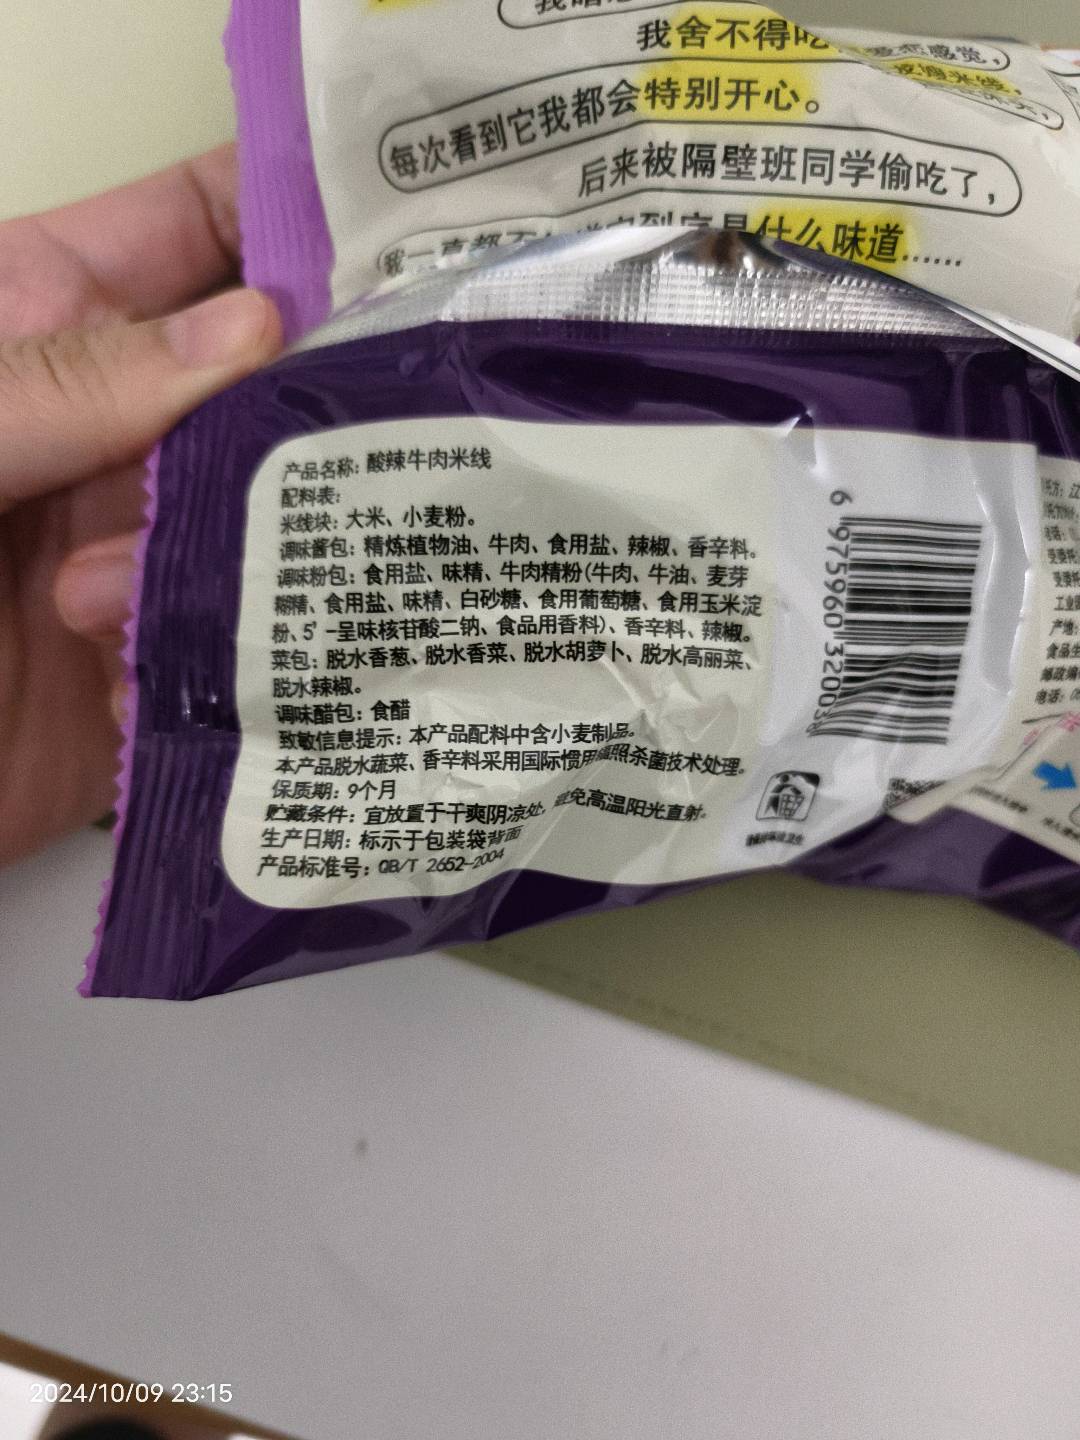 我舍不得吃
感觉，
每次看到它我都会特别开心。
后来被隔壁班同学偷吃了，
什么味道......
产品名称：酸辣牛肉米线
配料表：
米线块：大米、小麦粉。
调味酱包：精炼植物油、牛肉、食用盐、辣椒、香辛料。
调味粉包：食用盐、味精、牛肉精粉(牛肉、牛油、麦芽
糊精、食用盐、味精、白砂糖、食用葡萄糖、食用玉米淀
粉、5'-呈味核苷酸二钠、食品用香料)、香辛料、辣椒。
菜包：脱水香葱、脱水香菜、脱水胡萝卜、脱水高丽菜、
脱水辣椒。
调味醋包：食醋
致敏信息提示：本产品配料中含小麦制品。
本产品脱水蔬菜、香辛料采用国际惯用辐照杀菌技术处理。
保质期：9个月
贮藏条件：宜放置于干爽阴凉处，避免高温阳光直射。
生产日期：标示于包装袋背面
产品标准号：QB/T 2652-2004
6 975960 32003
产地：
电话：
2024/10/09 23:15